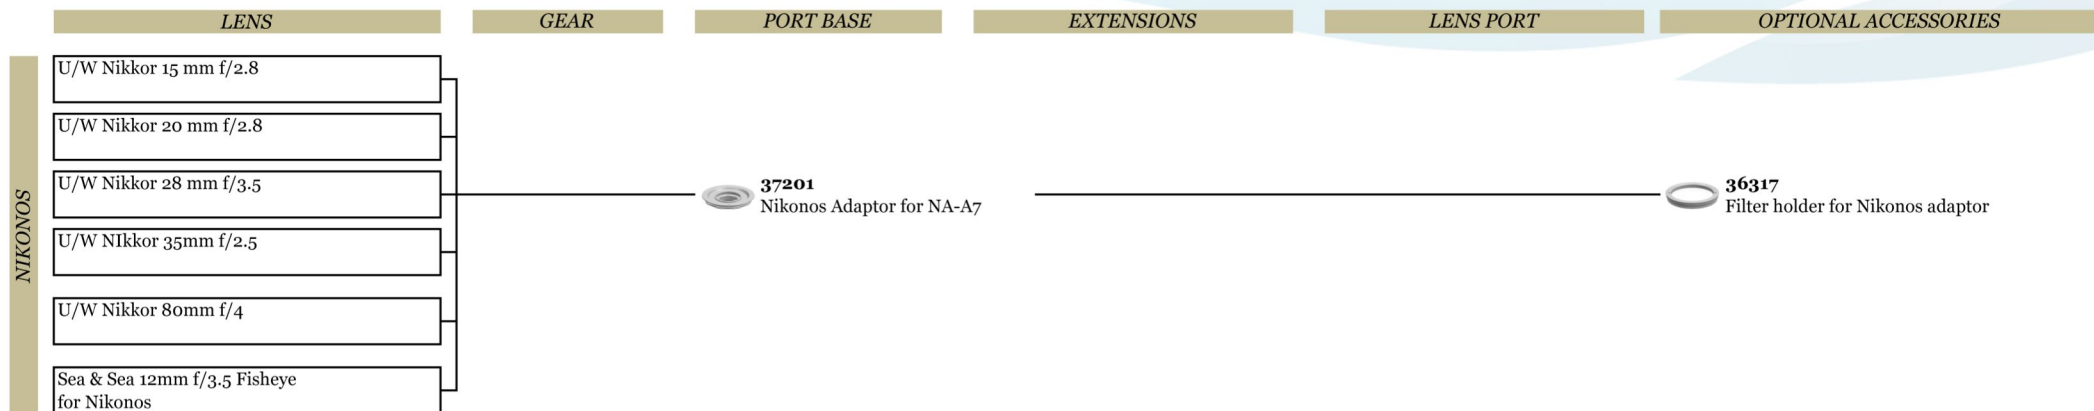 LENS
GEAR
PORT BASE
EXTENSIONS
LENS PORT
OPTIONAL ACCESSORIES
NIKONOS
U/W Nikkor 15 mm f/2.8
U/W Nikkor 20 mm f/2.8
U/W Nikkor 28 mm f/3.5
U/W NIkkor 35mm f/2.5
U/W Nikkor 80mm f/4
Sea & Sea 12mm f/3.5 Fisheye
for Nikonos
37201
Nikonos Adaptor for NA-A7
36317
Filter holder for Nikonos adaptor